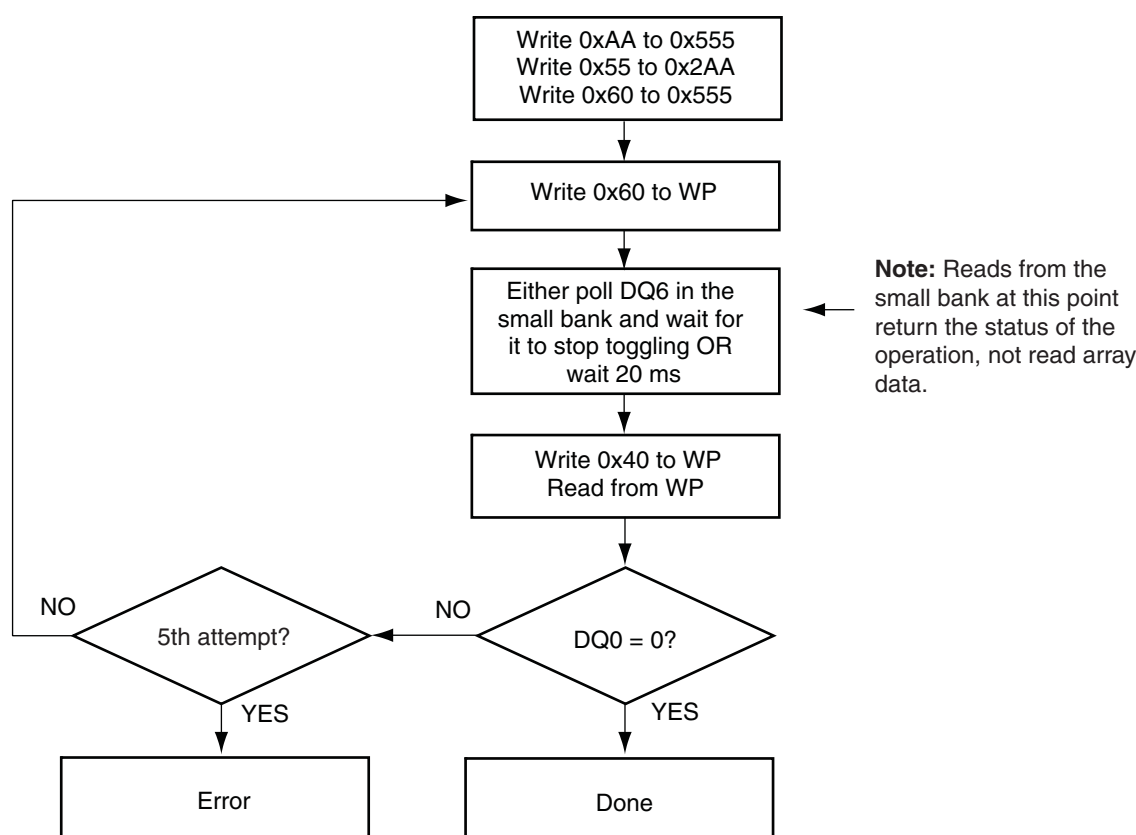 Write 0xAA to 0x555
Write 0x55 to 0x2AA
Write 0x60 to 0x555
Write 0x60 to WP
Either poll DQ6 in the
small bank and wait for
it to stop toggling OR
wait 20 ms
Note: Reads from the
small bank at this point
return the status of the
operation, not read array
data.
Write 0x40 to WP
Read from WP
NO
5th attempt?
NO
DQ0 = 0?
YES
YES
Error
Done